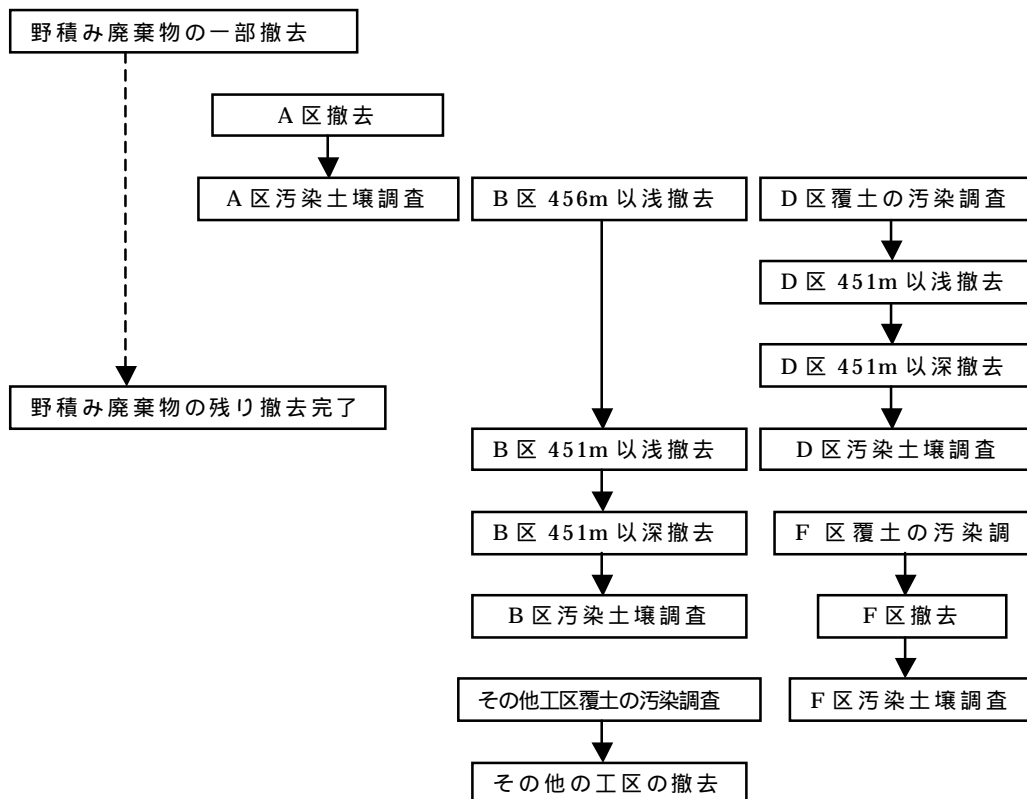 野積み廃棄物の一部撤去
A区撤去
A区汚染土壌調査
B区 456m 以浅撤去
D区覆土の汚染調査
D区 451m 以浅撤去
D区 451m 以深撤去
野積み廃棄物の残り撤去完了
B区 451m 以浅撤去
D区汚染土壌調査
B区 451m 以深撤去
F 区覆土の汚染調
B区汚染土壌調査
F区撤去
その他工区覆土の汚染調査
F区汚染土壌調査
その他の工区の撤去